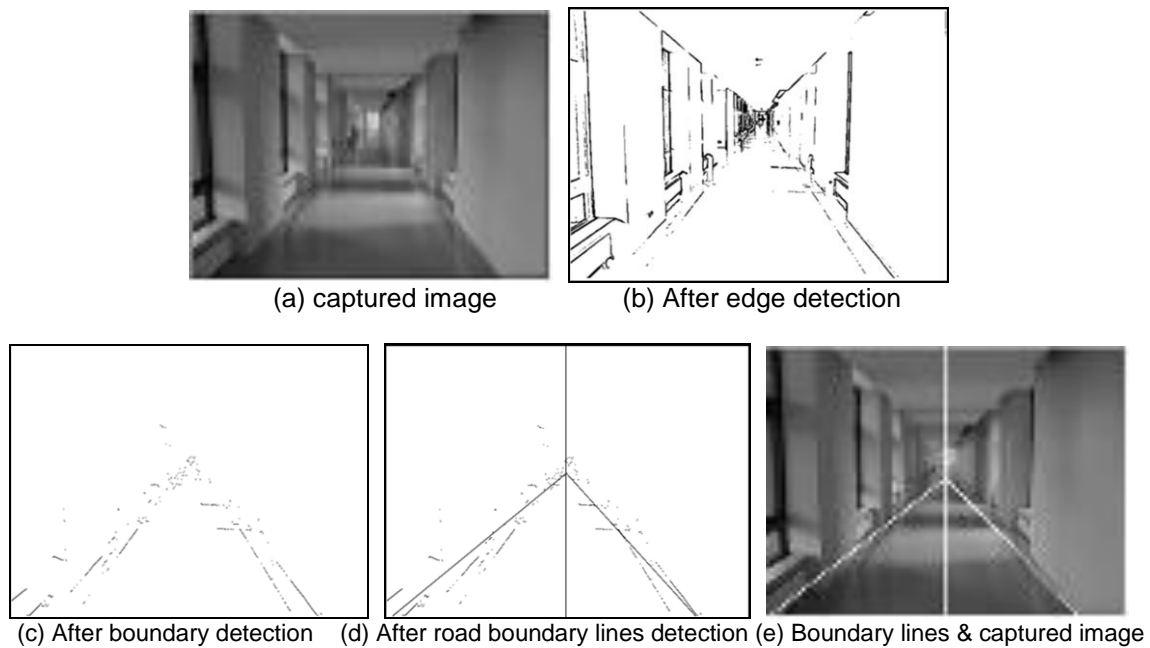 (a) captured image
(b) After edge detection
(c) After boundary detection
(d) After road boundary lines detection
(e) Boundary lines & captured image